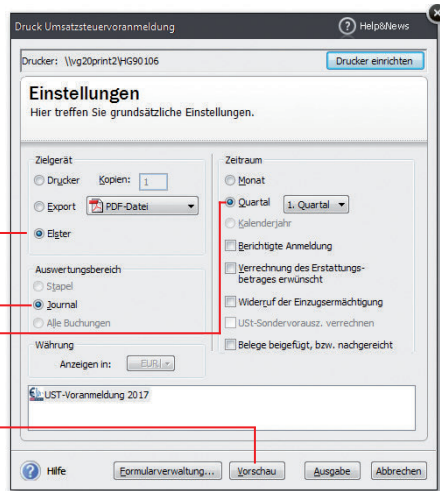 Druck Umsatzsteuervoranmeldung
Help&News
Drucker: \\vg20print2\HG90106
Drucker einrichten
Einstellungen
Hier treffen Sie grundsätzliche Einstellungen.
Zielgerät
Drucker Kopien: 1
Export PDF-Datei
Elster
Auswertungsbereich
Stapel
Journal
Alle Buchungen
Währung
Anzeigen in: EUR
Zeitraum
Monat
Quartal 1. Quartal
Kalenderjahr
Berichtigte Anmeldung
Verrechnung des Erstattungs-
betrages erwünscht
Widerruf der Einzugsermächtigung
USt-Sondervorausz. verrechnen
Belege beigefügt, bzw. nachgereicht
UST-Voranmeldung 2017
Hilfe
Formularverwaltung...
Vorschau
Ausgabe
Abbrechen